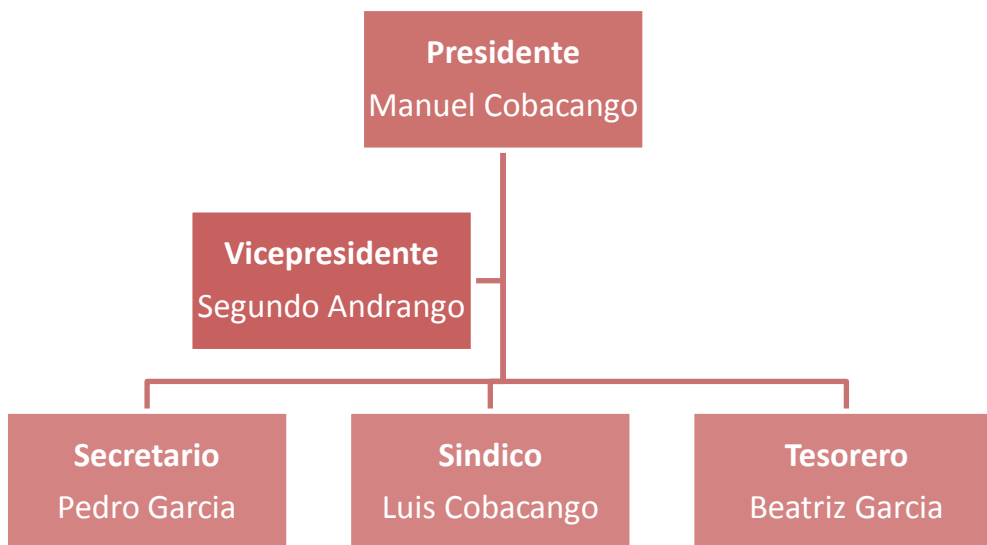 Presidente
Manuel Cobacango
Vicepresidente
Segundo Andrango
Secretario
Pedro Garcia
Sindico
Luis Cobacango
Tesorero
Beatriz Garcia